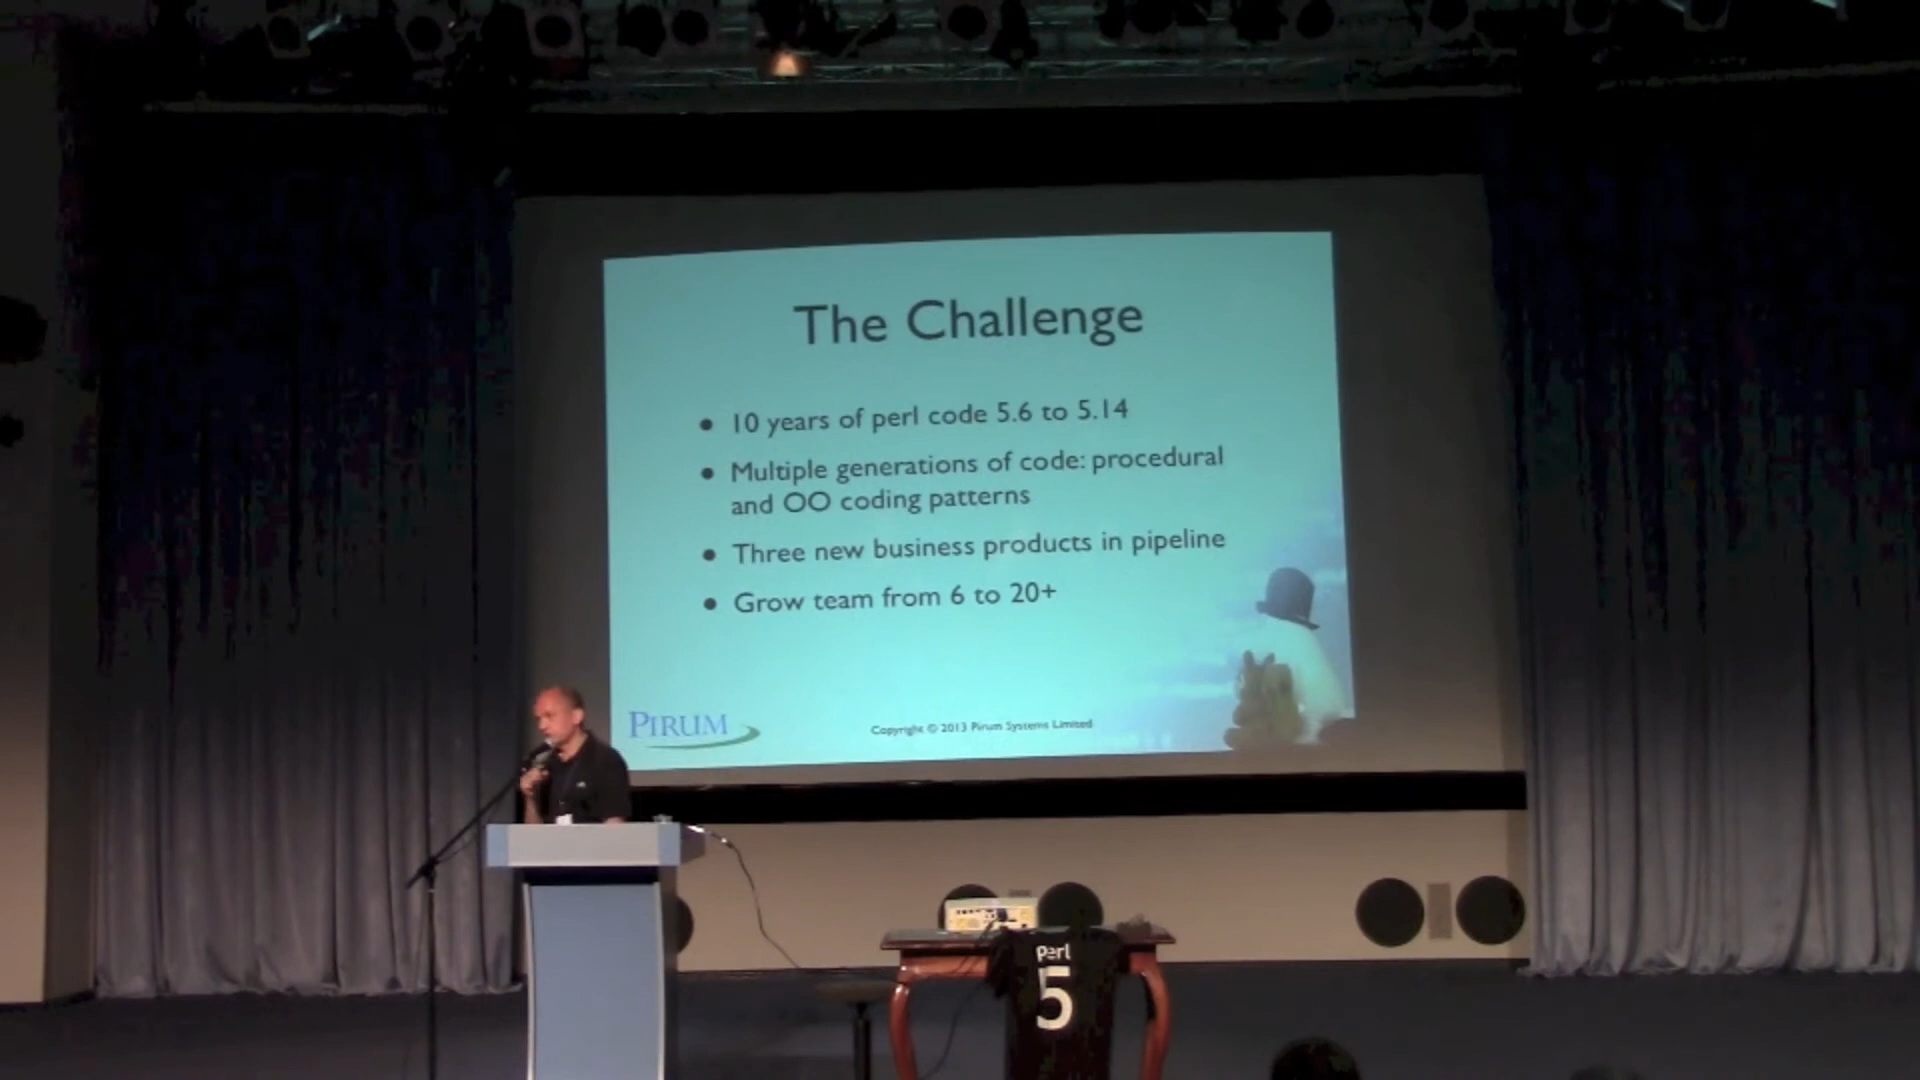 The Challenge
• 10 years of perl code 5.6 to 5.14
• Multiple generations of code: procedural
and OO coding patterns
• Three new business products in pipeline
• Grow team from 6 to 20+
PIRUM
Copyright © 2013 Pirum Systems Limited
perl
5